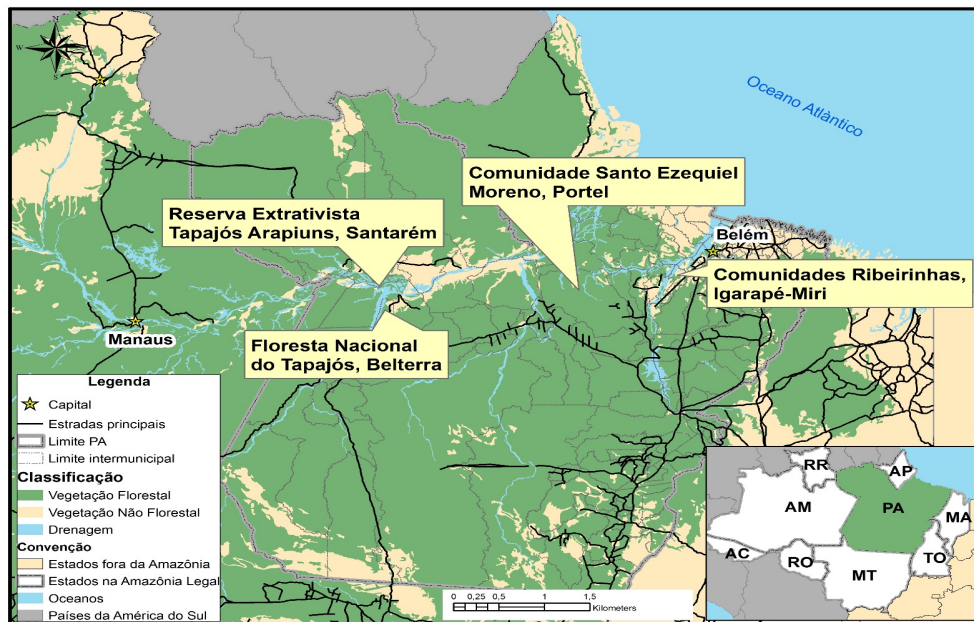 N
W
S
Oceano Atlàntico
Comunidade Santo Ezequiel
Moreno, Portel
Reserva Extrativista
Tapajós Arapiuns, Santarém
Belém
Comunidades Ribeirinhas,
Igarapé-Miri
Manaus
Floresta Nacional
do Tapajós, Belterra
Legenda
Capital
Estradas principais
Limite PA
Limite intermunicipal
Classificação
Vegetação Florestal
Vegetação Não Florestal
Drenagem
Convenção
Estados fora da Amazônia
Estados na Amazônia Legal
Oceanos
Países da América do Sul
0 0,25 0,5 1 1,5
Kilometers
RR
AP
AM
PA
MA
AC
RO
TO
MT